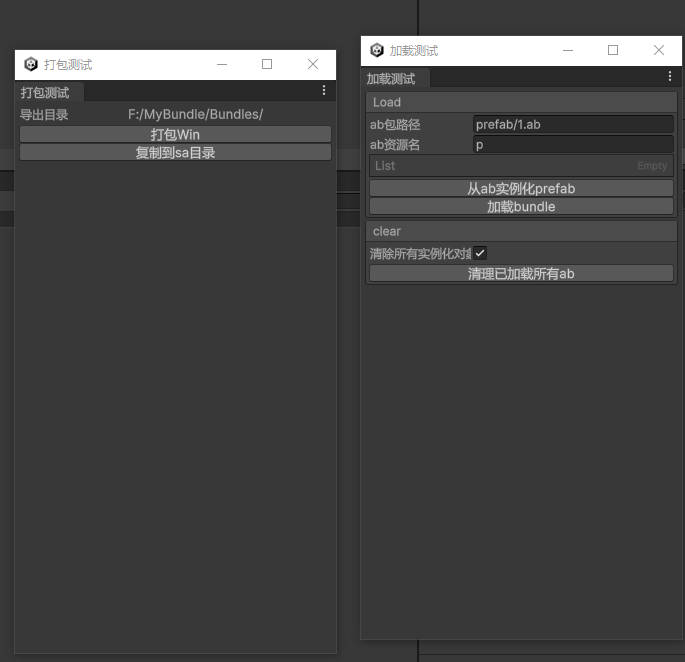 打包测试
打包测试
导出目录 F:/MyBundle/Bundles/
打包Win
复制到sa目录
加载测试
加载测试
Load
ab包路径 prefab/1.ab
ab资源名 p
List Empty
从ab实例化prefab
加载bundle
clear
清除所有实例化对
清理已加载所有ab